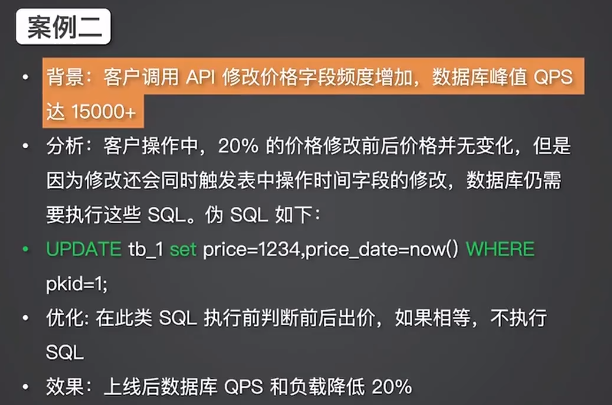 案例二
• 背景：客户调用 API 修改价格字段频度增加，数据库峰值 QPS
达 15000+
• 分析：客户操作中，20% 的价格修改前后价格并无变化，但是
因为修改还会同时触发表中操作时间字段的修改，数据库仍需
要执行这些 SQL。伪 SQL 如下：
• UPDATE tb_1 set price=1234,price_date=now() WHERE
pkid=1;
• 优化: 在此类 SQL 执行前判断前后出价，如果相等，不执行
SQL
• 效果：上线后数据库 QPS 和负载降低 20%